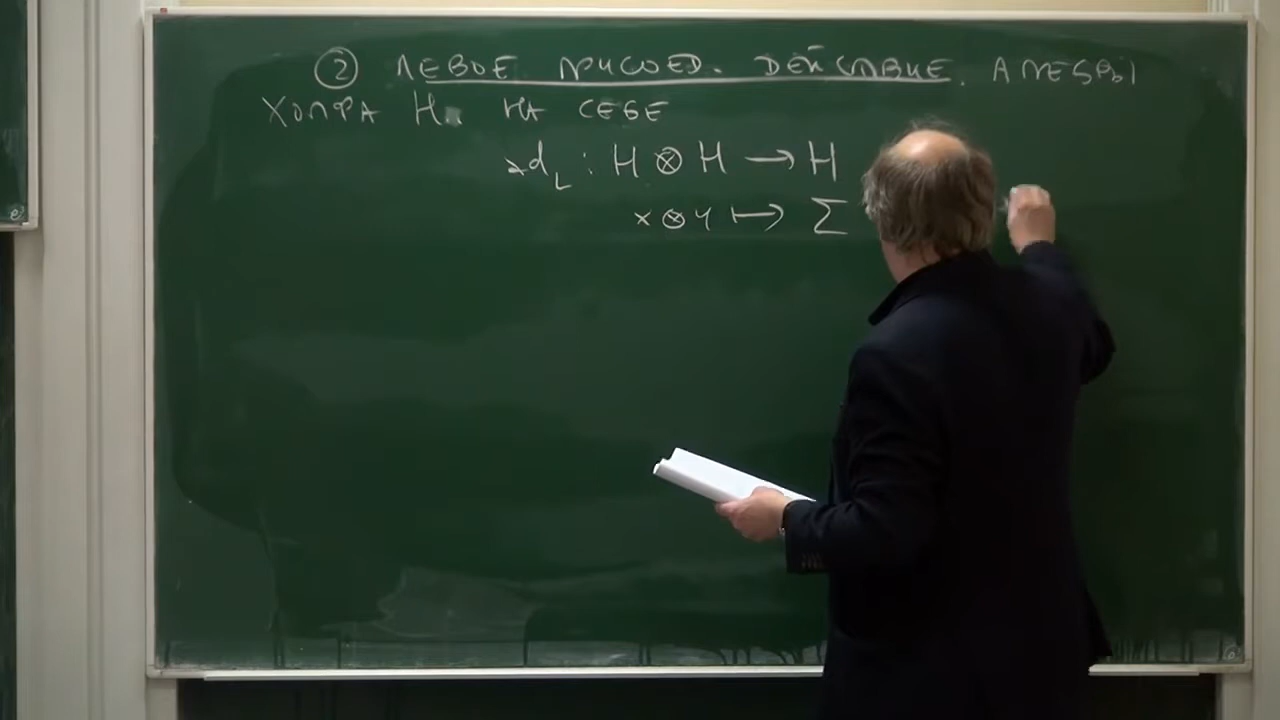 ② ЛЕВОЕ ПРИСОЕД. ДЕЙСТВИЕ АЛГЕБРЫ
ХОПФА H НА СЕБЕ
ad_L : H ⊗ H → H
x ⊗ y ↦ Σ